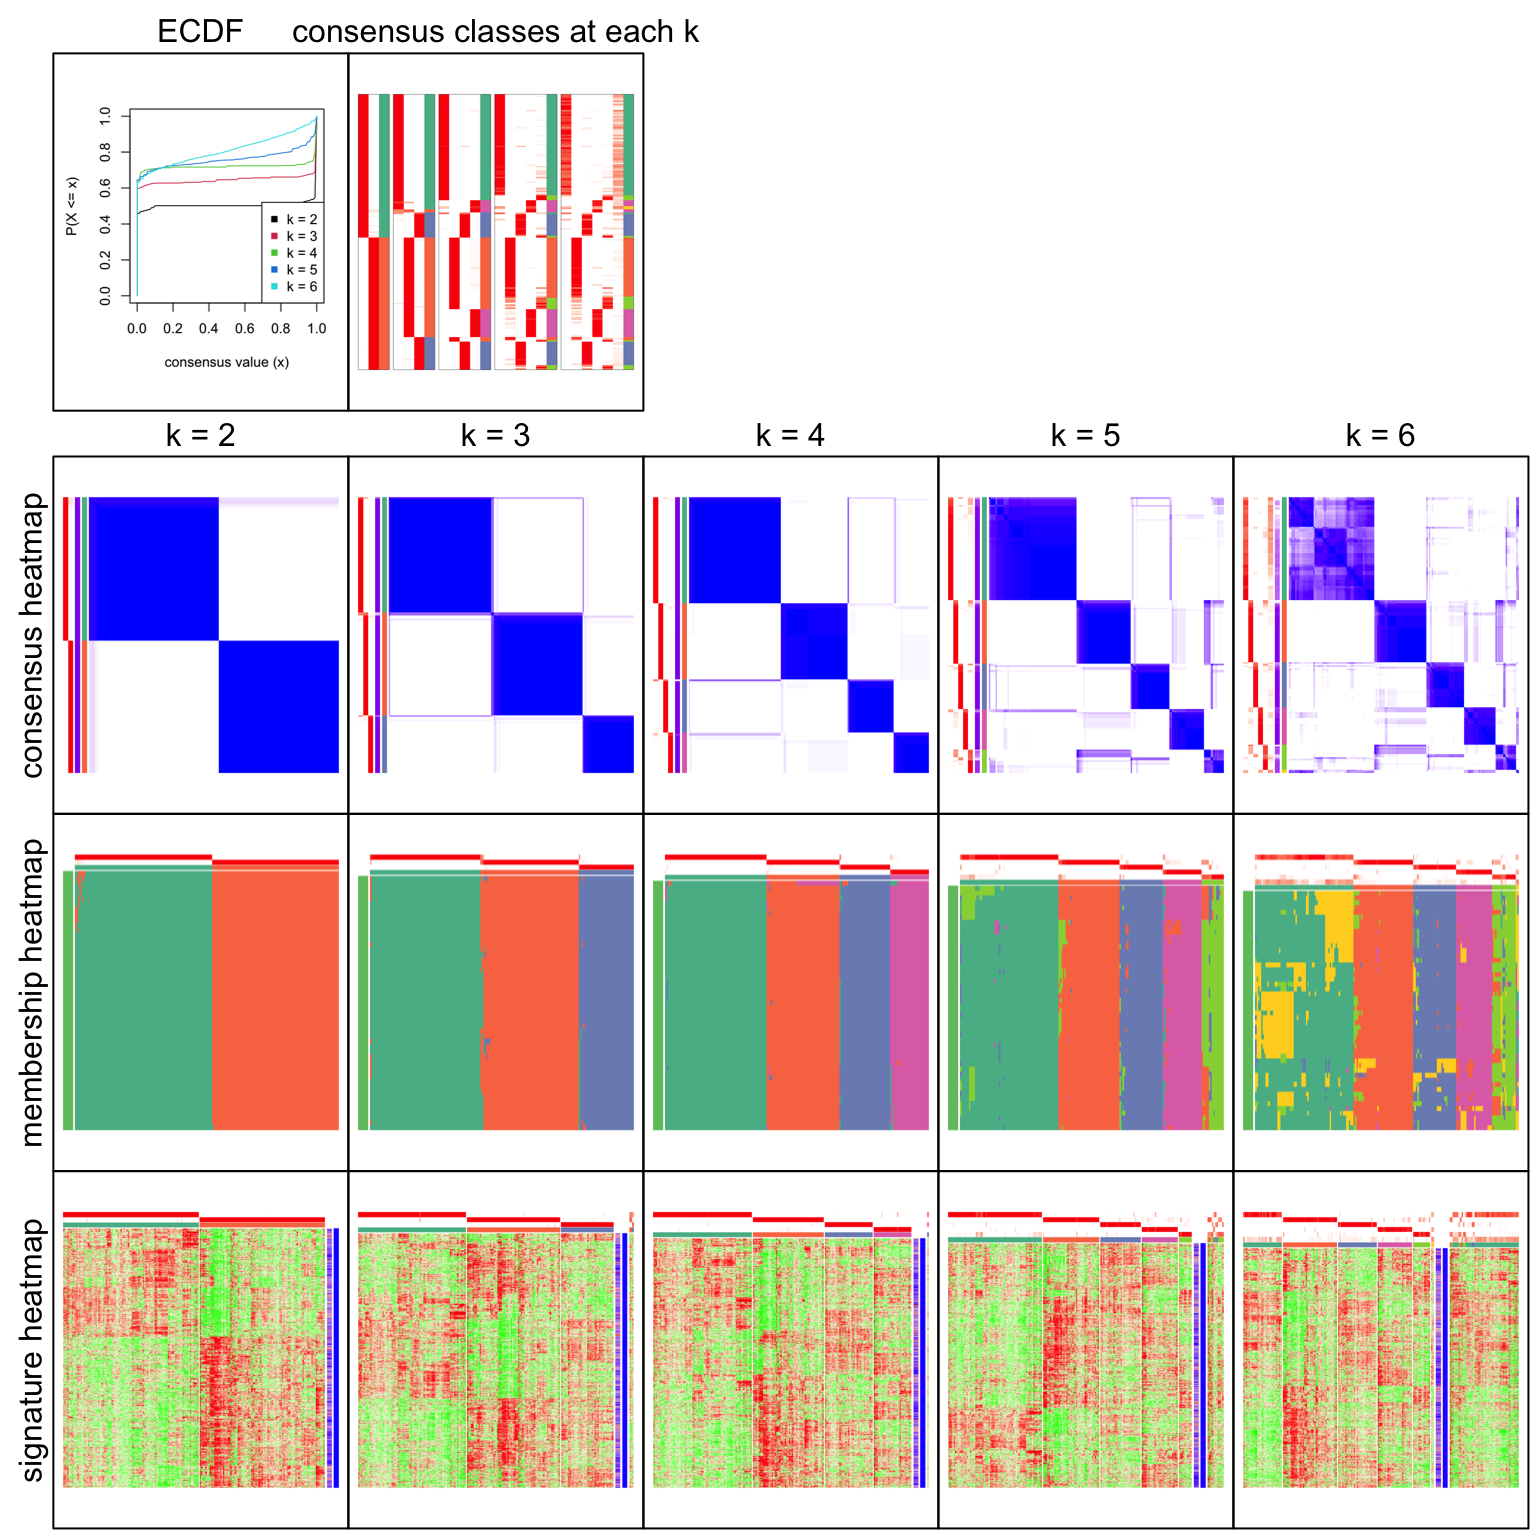 ECDF consensus classes at each k
P(X <= x)
1.0
0.8
0.6
0.4
0.2
0.0
k = 2
k = 3
k = 4
k = 5
k = 6
0.0 0.2 0.4 0.6 0.8 1.0
consensus value (x)
k = 2 k = 3 k = 4 k = 5 k = 6
consensus heatmap
membership heatmap
signature heatmap